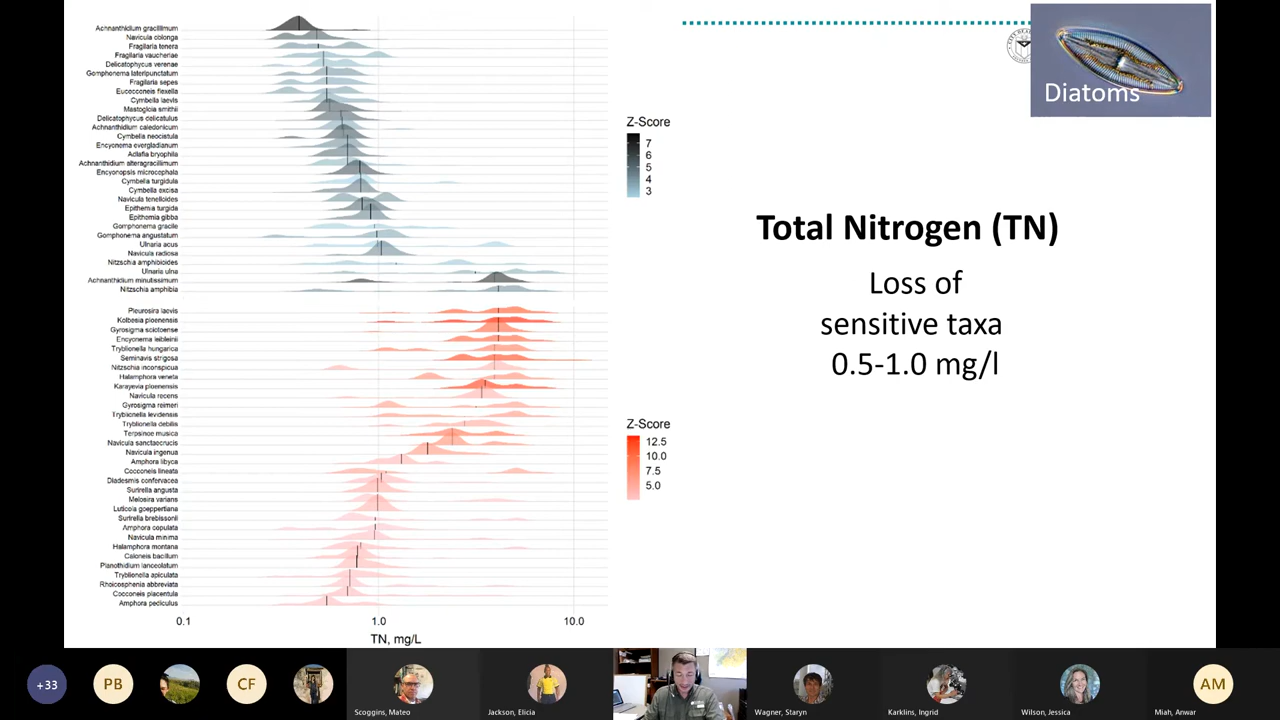 Achnanthidium gracillimum
Navicula oblonga
Fragilaria tenera
Fragilaria vaucheriae
Delicatophycus verenae
Gomphonema lateripunctatum
Fragilaria sepes
Eucocconeis flexella
Cymbella laevis
Mastogloia smithii
Delicatophycus delicatulus
Achnanthidium caledonicum
Cymbella neocistula
Encyonema evergladianum
Adlafia bryophila
Achnanthidium alteragracillimum
Encyonopsis microcephala
Cymbella turgidula
Cymbella excisa
Navicula tenelloides
Epithemia turgida
Epithemia gibba
Gomphonema gracile
Gomphonema angustatum
Ulnaria acus
Navicula radiosa
Nitzschia amphibioides
Ulnaria ulna
Achnanthidium minutissimum
Nitzschia amphibia
Pleurosira laevis
Kolbesia ploenensis
Gyrosigma sciotoense
Encyonema leibleinii
Tryblionella hungarica
Seminavis strigosa
Nitzschia inconspicua
Halamphora veneta
Karayevia ploenensis
Navicula recens
Gyrosigma reimeri
Tryblionella levidensis
Tryblionella debilis
Terpsinoe musica
Navicula sanctaecrucis
Navicula ingenua
Amphora libyca
Cocconeis lineata
Diadesmis confervacea
Surirella angusta
Melosira varians
Luticola goeppertiana
Surirella brebissonii
Amphora copulata
Navicula minima
Halamphora montana
Caloneis bacillum
Planothidium lanceolatum
Tryblionella apiculata
Rhoicosphenia abbreviata
Cocconeis placentula
Amphora pediculus
0.1 1.0 10.0
TN, mg/L
Z-Score
7
6
5
4
3
Z-Score
12.5
10.0
7.5
5.0
Diatoms
Total Nitrogen (TN)
Loss of
sensitive taxa
0.5-1.0 mg/l
+33 PB CF AM
Scoggins, Mateo Jackson, Elicia Wagner, Staryn Karklins, Ingrid Wilson, Jessica Miah, Anwar